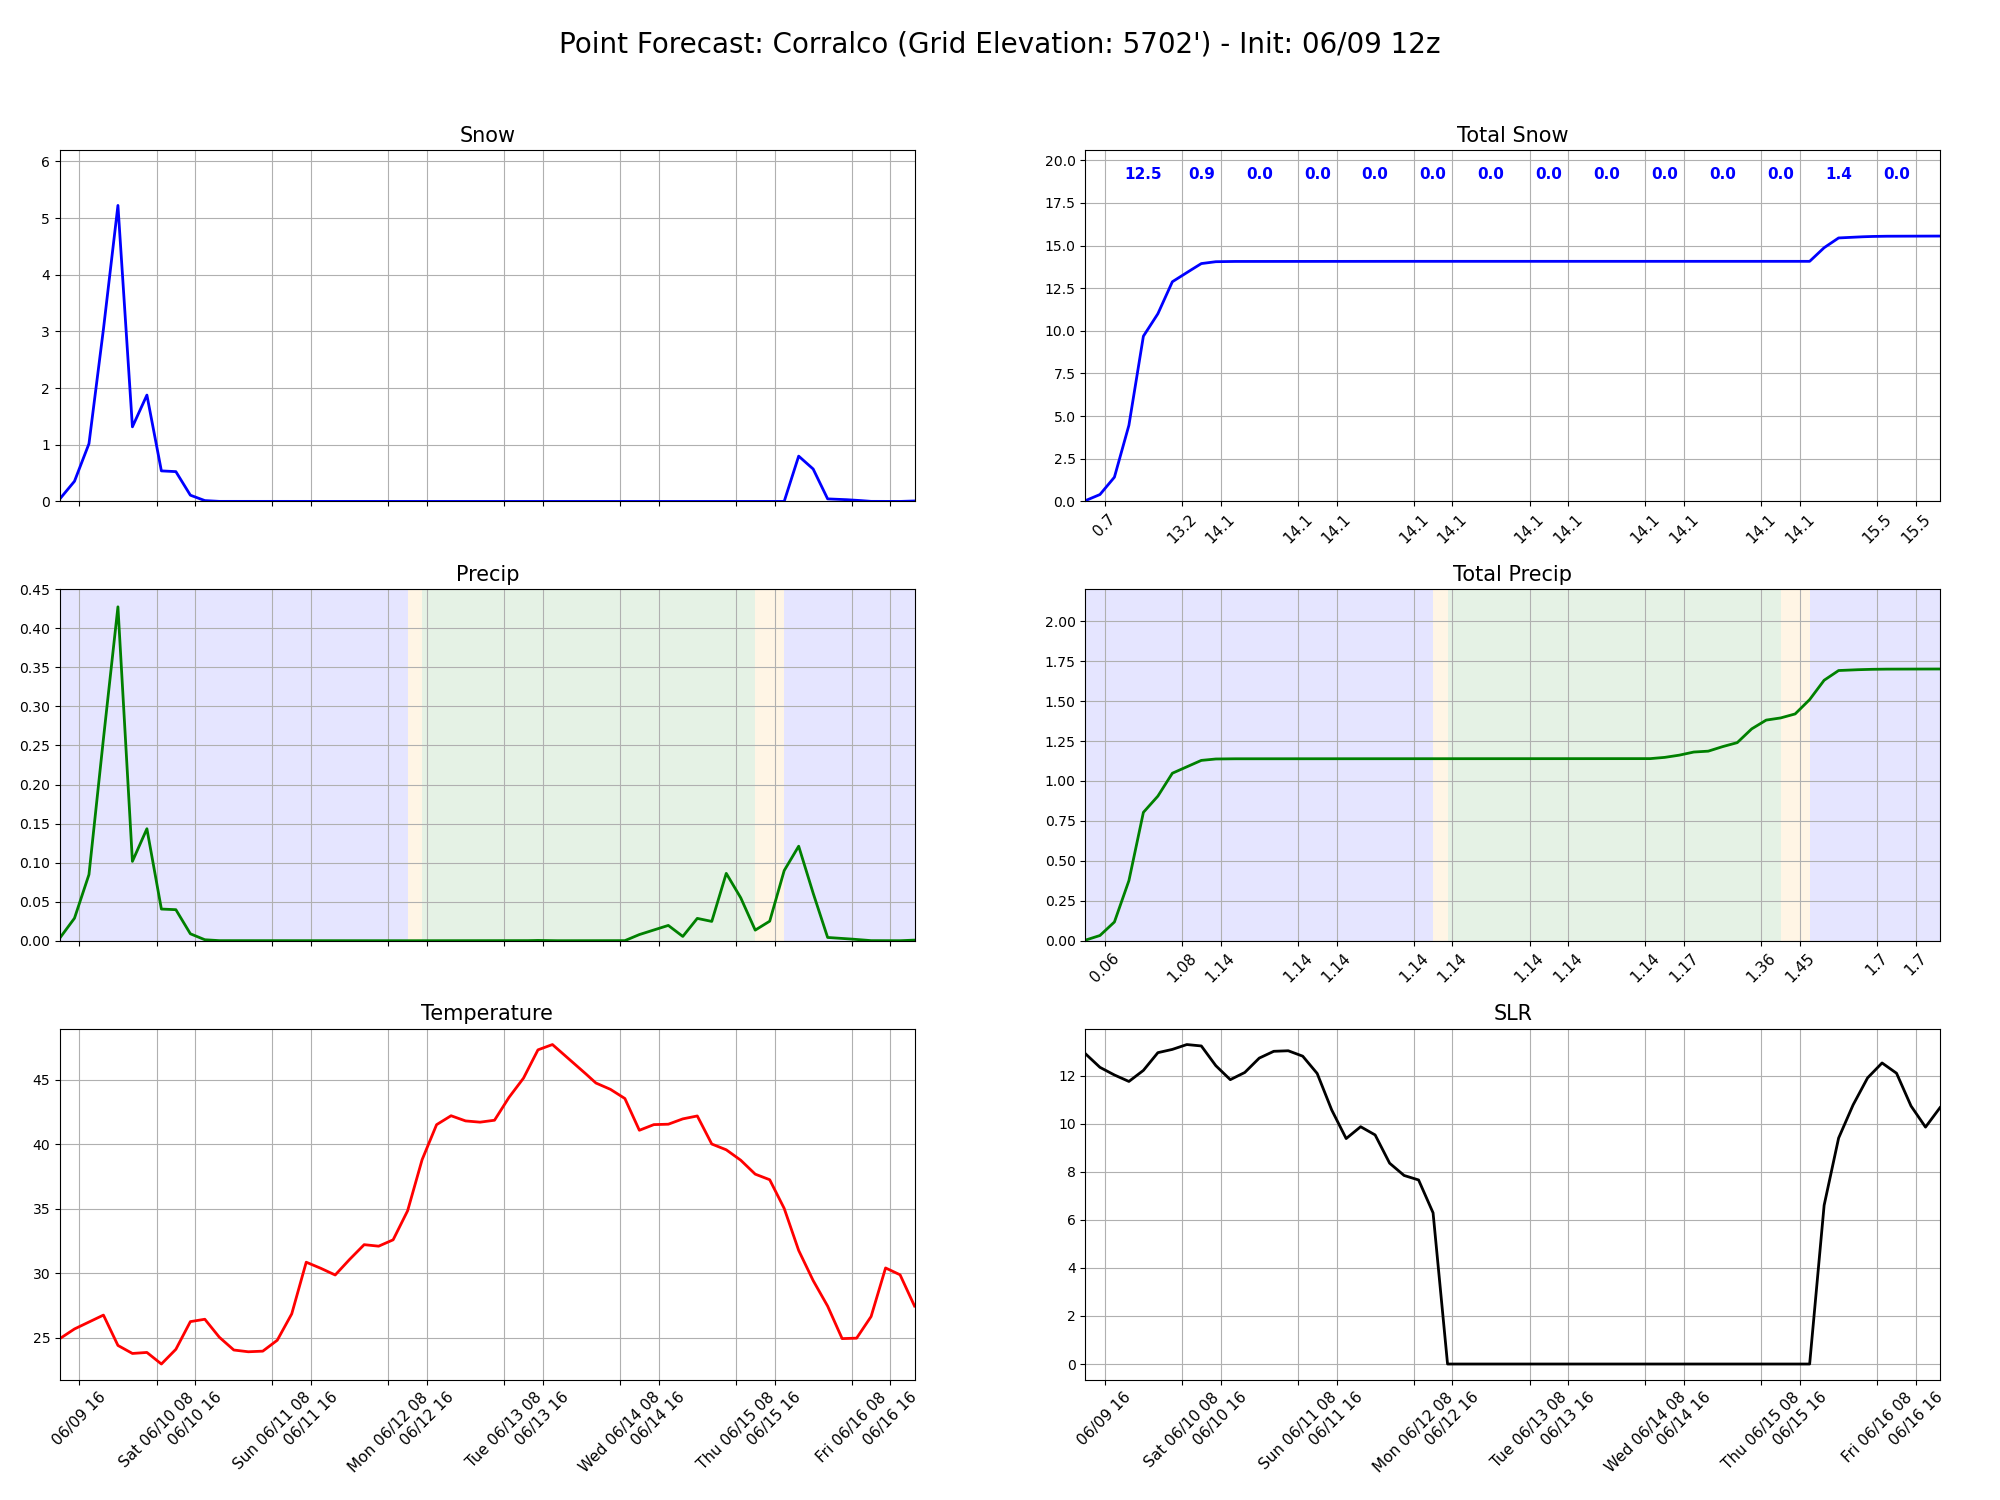 Point Forecast: Corralco (Grid Elevation: 5702') - Init: 06/09 12z
Snow
6
5
4
3
2
1
0
Total Snow
20.0
17.5
15.0
12.5
10.0
7.5
5.0
2.5
0.0
12.5 0.9 0.0 0.0 0.0 0.0 0.0 0.0 0.0 0.0 0.0 0.0 1.4 0.0
0.7 13.2 14.1 14.1 14.1 14.1 14.1 14.1 14.1 14.1 14.1 14.1 14.1 15.5 15.5
Precip
0.45
0.40
0.35
0.30
0.25
0.20
0.15
0.10
0.05
0.00
Total Precip
2.00
1.75
1.50
1.25
1.00
0.75
0.50
0.25
0.00
0.06 1.08 1.14 1.14 1.14 1.14 1.14 1.14 1.14 1.14 1.17 1.36 1.45 1.7 1.7
Temperature
45
40
35
30
25
06/09 16
Sat 06/10 08
06/10 16
Sun 06/11 08
06/11 16
Mon 06/12 08
06/12 16
Tue 06/13 08
06/13 16
Wed 06/14 08
06/14 16
Thu 06/15 08
06/15 16
Fri 06/16 08
06/16 16
SLR
12
10
8
6
4
2
0
06/09 16
Sat 06/10 08
06/10 16
Sun 06/11 08
06/11 16
Mon 06/12 08
06/12 16
Tue 06/13 08
06/13 16
Wed 06/14 08
06/14 16
Thu 06/15 08
06/15 16
Fri 06/16 08
06/16 16